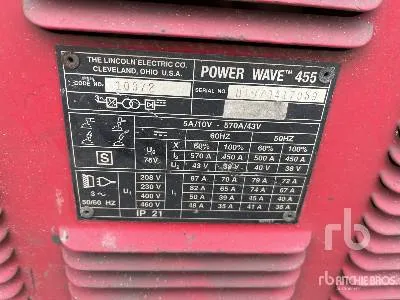 THE LINCOLN ELECTRIC CO.
CLEVELAND, OHIO U.S.A.
POWER WAVE™ 455
CODE NO.
SERIAL NO.
5A/10V - 570A/43V
60HZ 50HZ
X 60% 100% 60% 100%
S U₂ I₂ 570 A 450 A 500 A 450 A
75V U₂ 43 V 38 V 40 V 38 V
208 V 67 A 70 A 79 A 72 A
U₁ 230 V I₁ 82 A 65 A 74 A 67 A
3~ 400 V 50 A 39 A 45 A 40 A
50/60 HZ 460 V 48 A 35 A 41 A 36 A
IP 21
rb
RITCHIE BROS